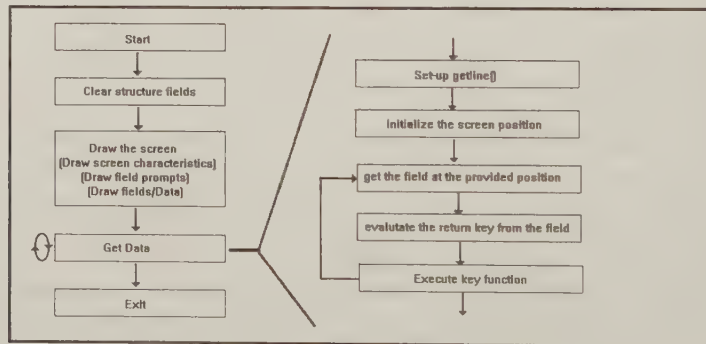 Start
Clear structure fields
Draw the screen
(Draw screen characteristics)
(Draw field prompts)
(Draw fields/Data)
Get Data
Exit
Set-up getline()
initialize the screen position
get the field at the provided position
evalutate the return key from the field
Execute key function